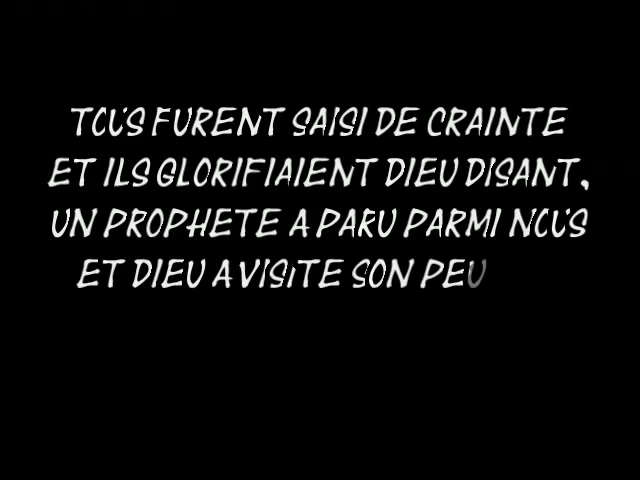 TOUS FURENT SAISI DE CRAINTE
ET ILS GLORIFIAIENT DIEU DISANT,
UN PROPHETE A PARU PARMI NOUS
ET DIEU A VISITE SON PEU